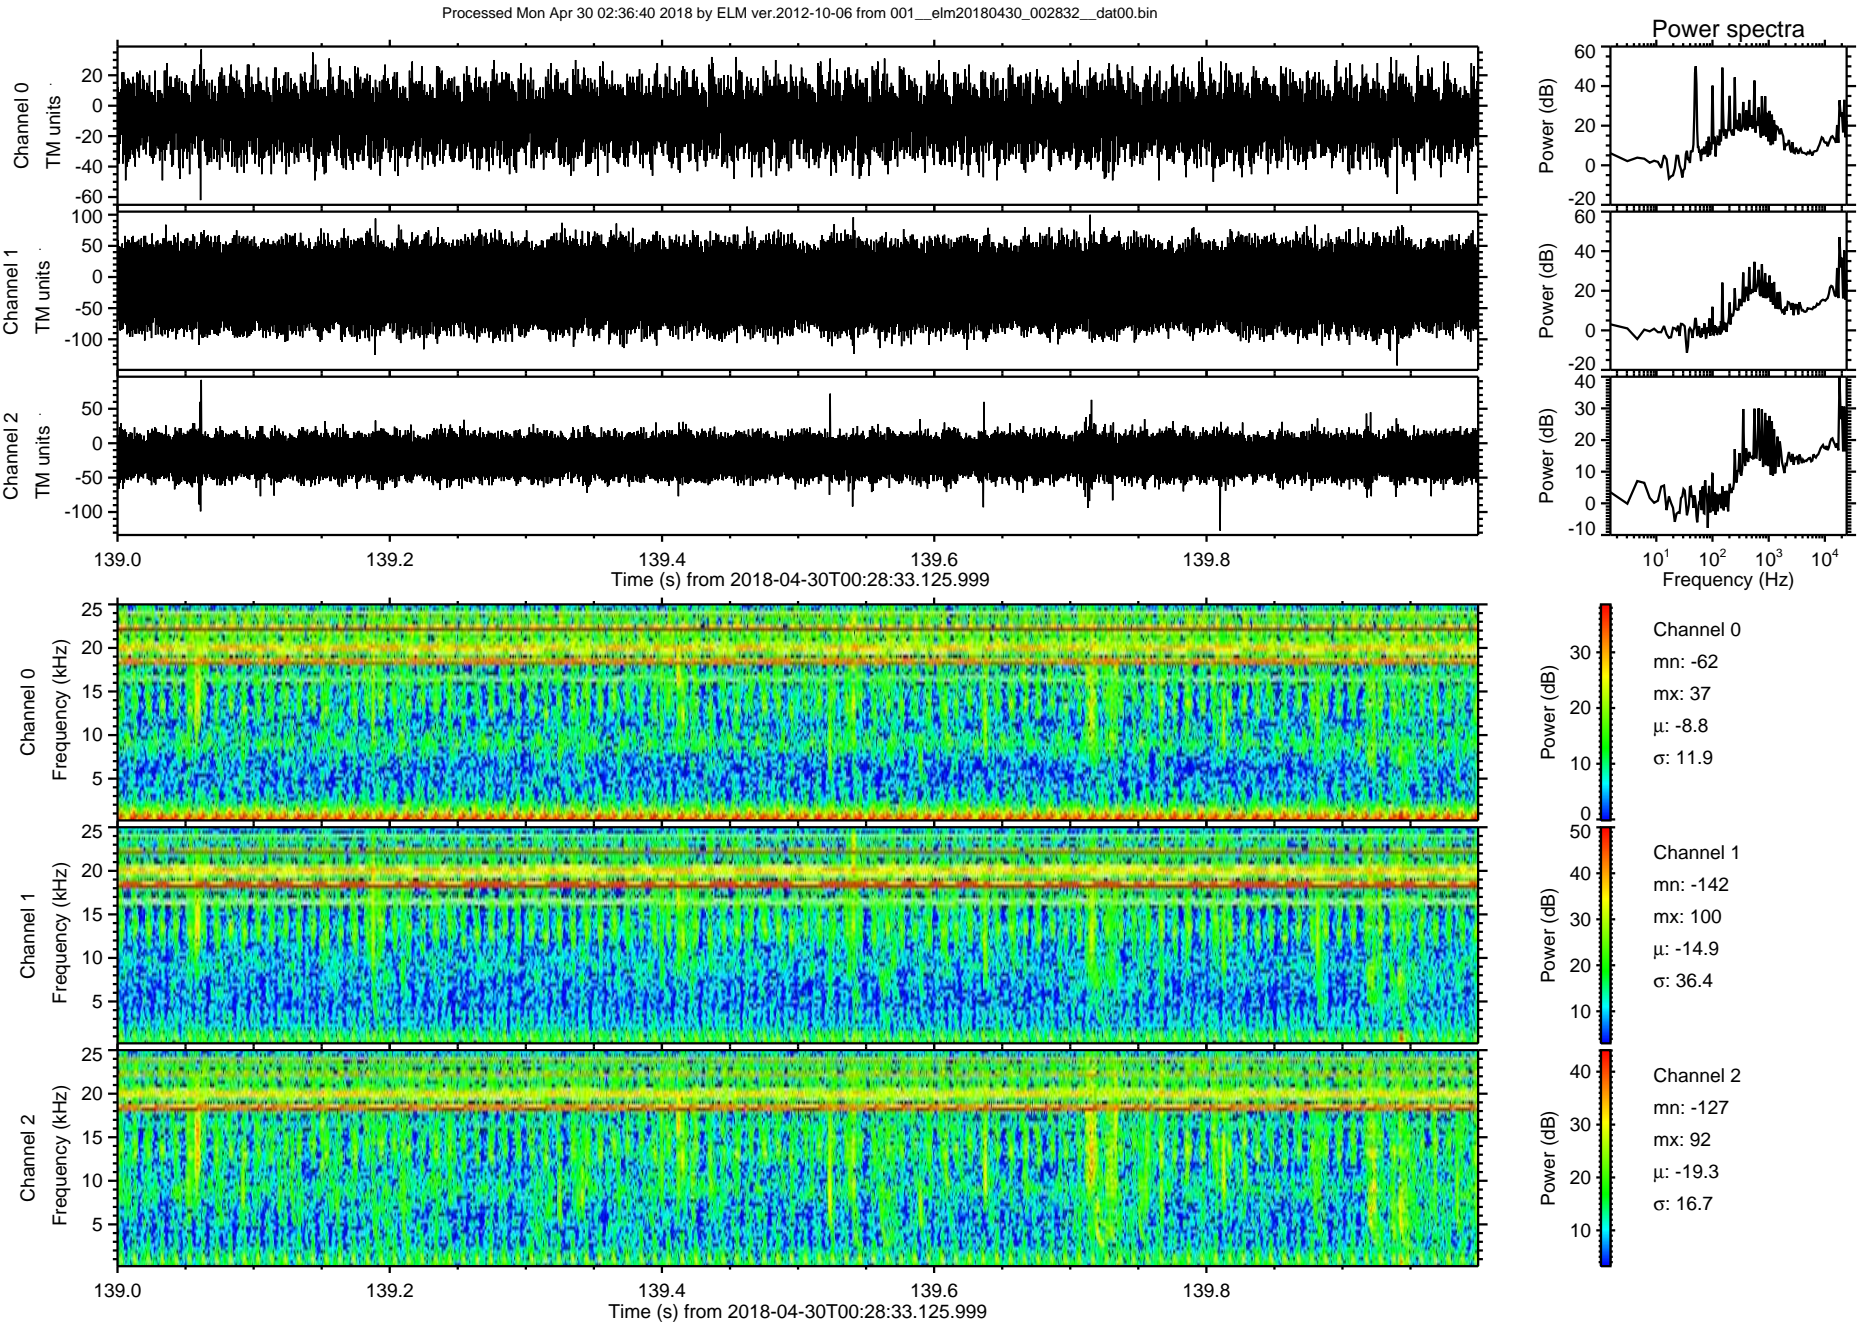 Processed Mon Apr 30 02:36:40 2018 by ELM ver.2012-10-06 from 001__elm20180430_002832__dat00.bin
Power spectra
Channel 0
TM units
20
0
-20
-40
-60
Power (dB)
60
40
20
0
-20
Channel 1
TM units
100
50
0
-50
-100
Power (dB)
60
40
20
0
-20
Channel 2
TM units
50
0
-50
-100
Power (dB)
40
30
20
10
0
-10
139.0 139.2 139.4 139.6 139.8
Time (s) from 2018-04-30T00:28:33.125.999
10^1 10^2 10^3 10^4
Frequency (Hz)
Channel 0
Frequency (kHz)
25
20
15
10
5
Power (dB)
30
20
10
0
Channel 0
mn: -62
mx: 37
μ: -8.8
σ: 11.9
Channel 1
Frequency (kHz)
25
20
15
10
5
Power (dB)
50
40
30
20
10
Channel 1
mn: -142
mx: 100
μ: -14.9
σ: 36.4
Channel 2
Frequency (kHz)
25
20
15
10
5
Power (dB)
40
30
20
10
Channel 2
mn: -127
mx: 92
μ: -19.3
σ: 16.7
139.0 139.2 139.4 139.6 139.8
Time (s) from 2018-04-30T00:28:33.125.999